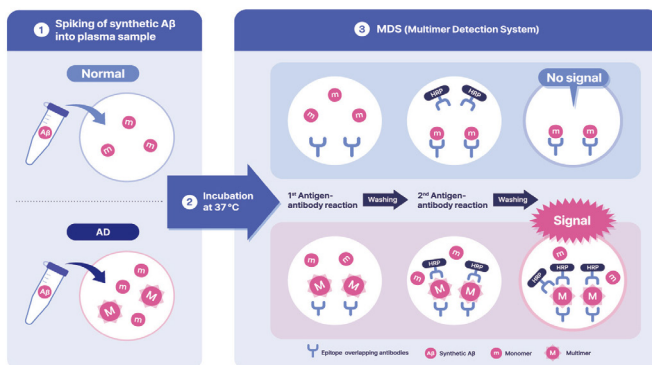 1 Spiking of synthetic Aβ
into plasma sample
Normal
Aβ
m
m
m
AD
Aβ
m
m
M
M
m
m
2 Incubation
at 37 °C
3 MDS (Multimer Detection System)
m
m
m
HRP
HRP
m
m
No signal
m
m
1st Antigen-
antibody reaction
Washing
2nd Antigen-
antibody reaction
Washing
Signal
m
m
M
M
m
HRP
HRP
m
M
M
m
HRP
HRP
HRP
m
M
M
Epitope overlapping antibodies
Aβ Synthetic Aβ
m Monomer
M Multimer